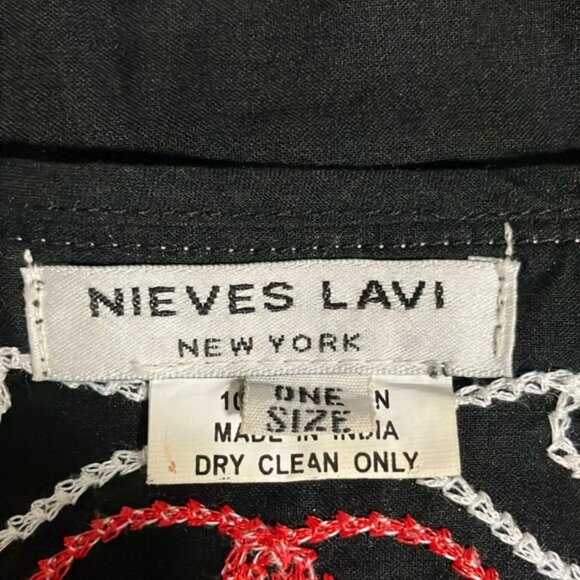 NIEVES LAVI
NEW YORK
ONE
SIZE
MADE IN INDIA
DRY CLEAN ONLY